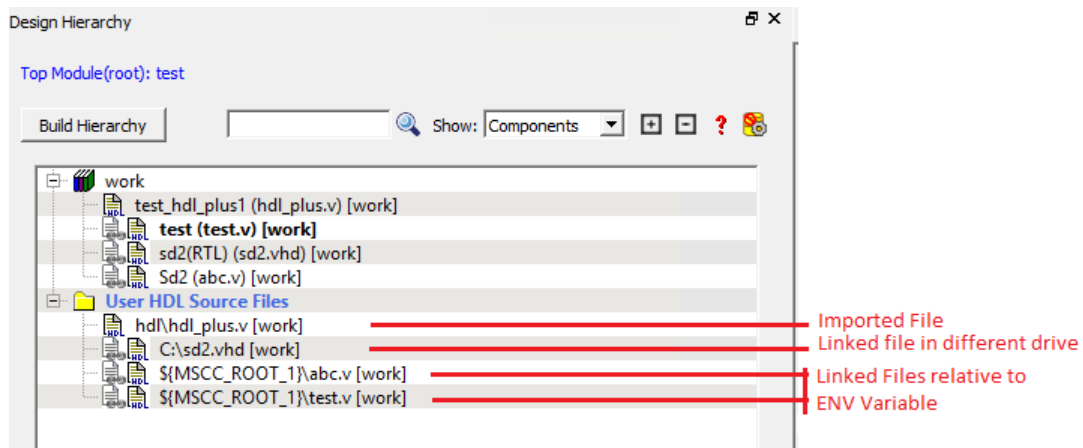 Design Hierarchy
Top Module(root): test
Build Hierarchy
Show: Components
work
test_hdl_plus1 (hdl_plus.v) [work]
test (test.v) [work]
sd2(RTL) (sd2.vhd) [work]
Sd2 (abc.v) [work]
User HDL Source Files
hdl\hdl_plus.v [work]
Imported File
C:\sd2.vhd [work]
Linked file in different drive
${MSCC_ROOT_1}\abc.v [work]
Linked Files relative to
${MSCC_ROOT_1}\test.v [work]
ENV Variable